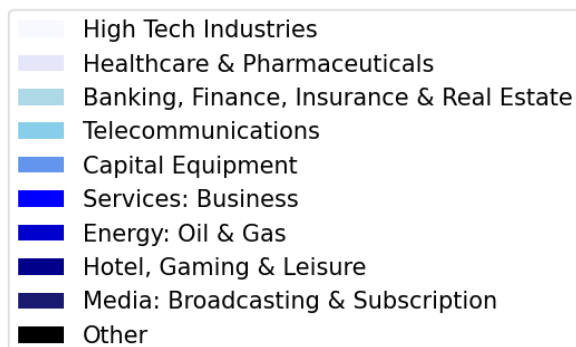 High Tech Industries
Healthcare & Pharmaceuticals
Banking, Finance, Insurance & Real Estate
Telecommunications
Capital Equipment
Services: Business
Energy: Oil & Gas
Hotel, Gaming & Leisure
Media: Broadcasting & Subscription
Other